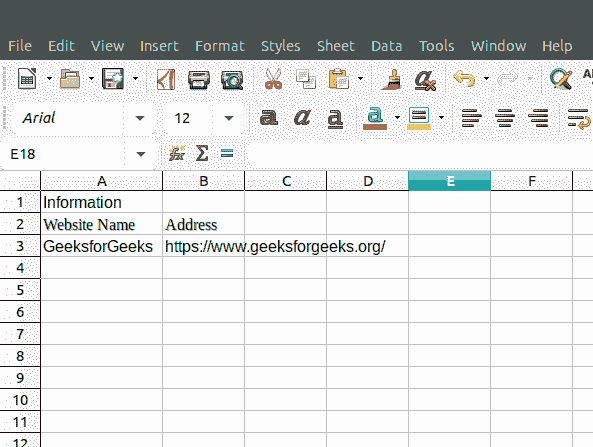 File Edit View Insert Format Styles Sheet Data Tools Window Help
Arial 12
E18
A B C D E F
1 Information
2 Website Name Address
3 GeeksforGeeks https://www.geeksforgeeks.org/
4
5
6
7
8
9
10
11
12